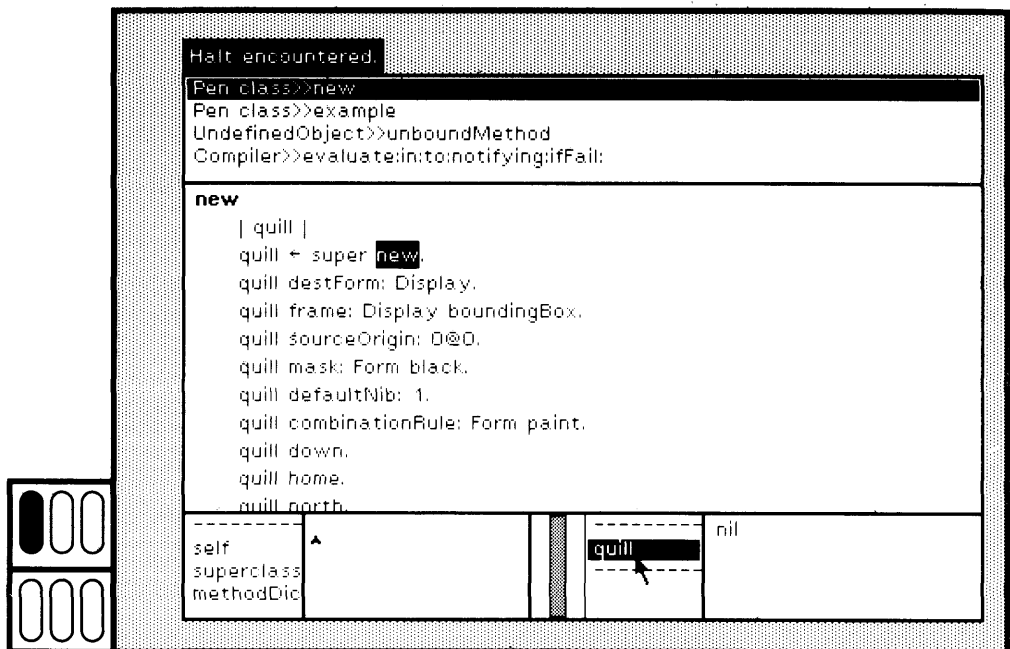 Halt encountered.
Pen class>>new
Pen class>>example
UndefinedObject>>unboundMethod
Compiler>>evaluate:in:to:notifying:ifFail:
new
| quill |
quill ← super new.
quill destForm: Display.
quill frame: Display boundingBox.
quill sourceOrigin: 0@0.
quill mask: Form black.
quill defaultNib: 1.
quill combinationRule: Form paint.
quill down.
quill home.
quill north.
self
superclass
methodDic
quill
nil